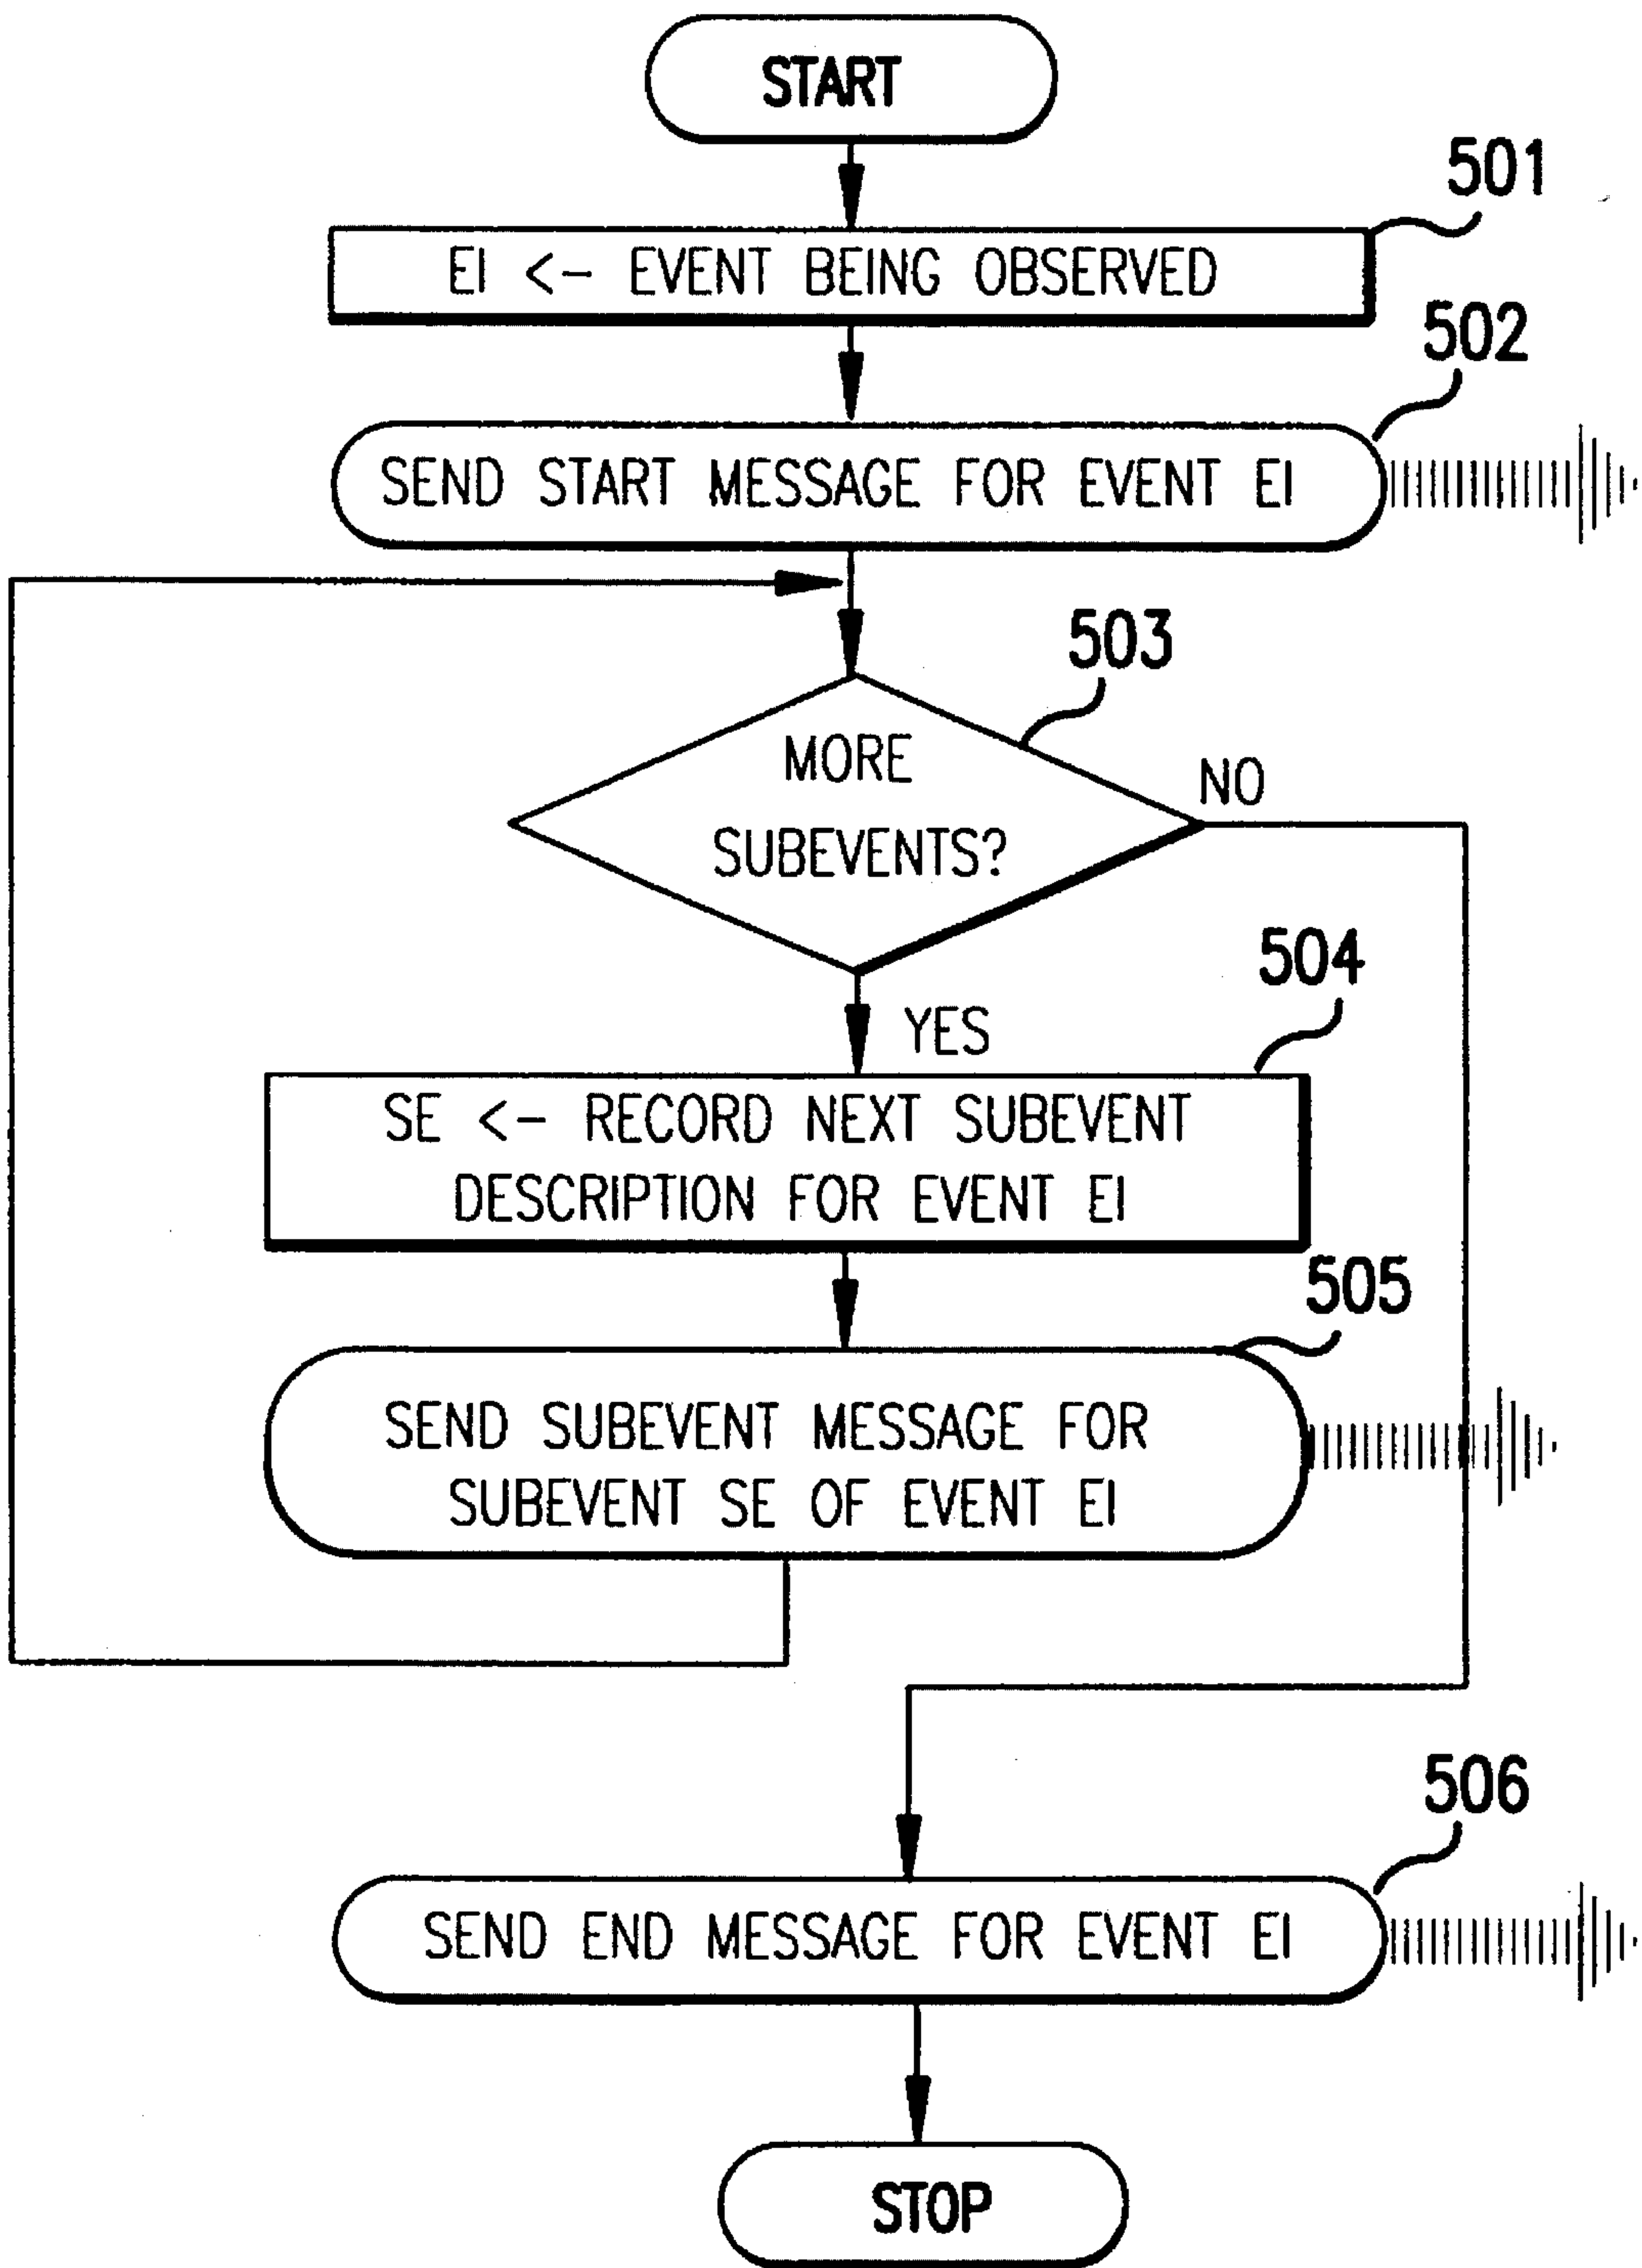 START
501
EI <- EVENT BEING OBSERVED
502
SEND START MESSAGE FOR EVENT EI
503
MORE
SUBEVENTS?
NO
YES
504
SE <- RECORD NEXT SUBEVENT
DESCRIPTION FOR EVENT EI
505
SEND SUBEVENT MESSAGE FOR
SUBEVENT SE OF EVENT EI
506
SEND END MESSAGE FOR EVENT EI
STOP